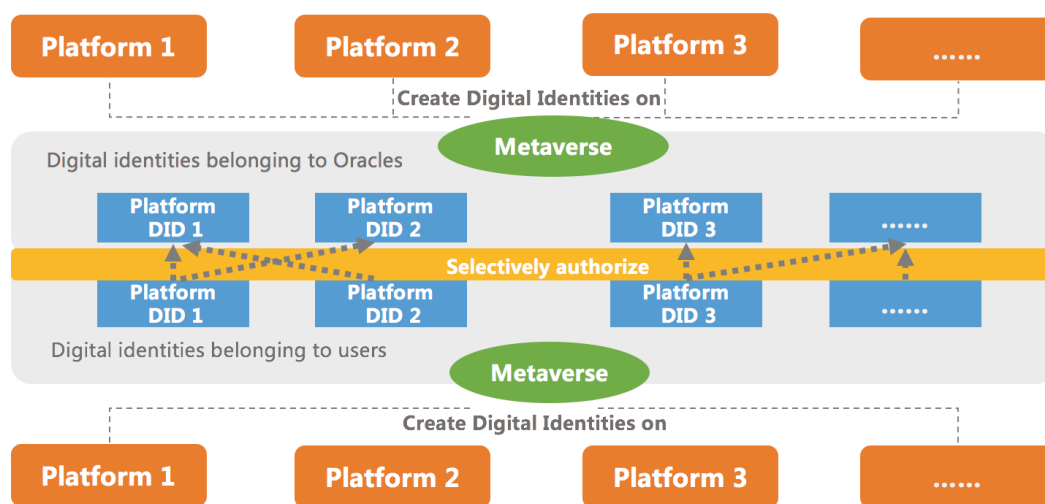 Platform 1
Platform 2
Platform 3
......
Create Digital Identities on
Metaverse
Digital identities belonging to Oracles
Platform
DID 1
Platform
DID 2
Platform
DID 3
......
Selectively authorize
Platform
DID 1
Platform
DID 2
Platform
DID 3
......
Digital identities belonging to users
Metaverse
Create Digital Identities on
Platform 1
Platform 2
Platform 3
......